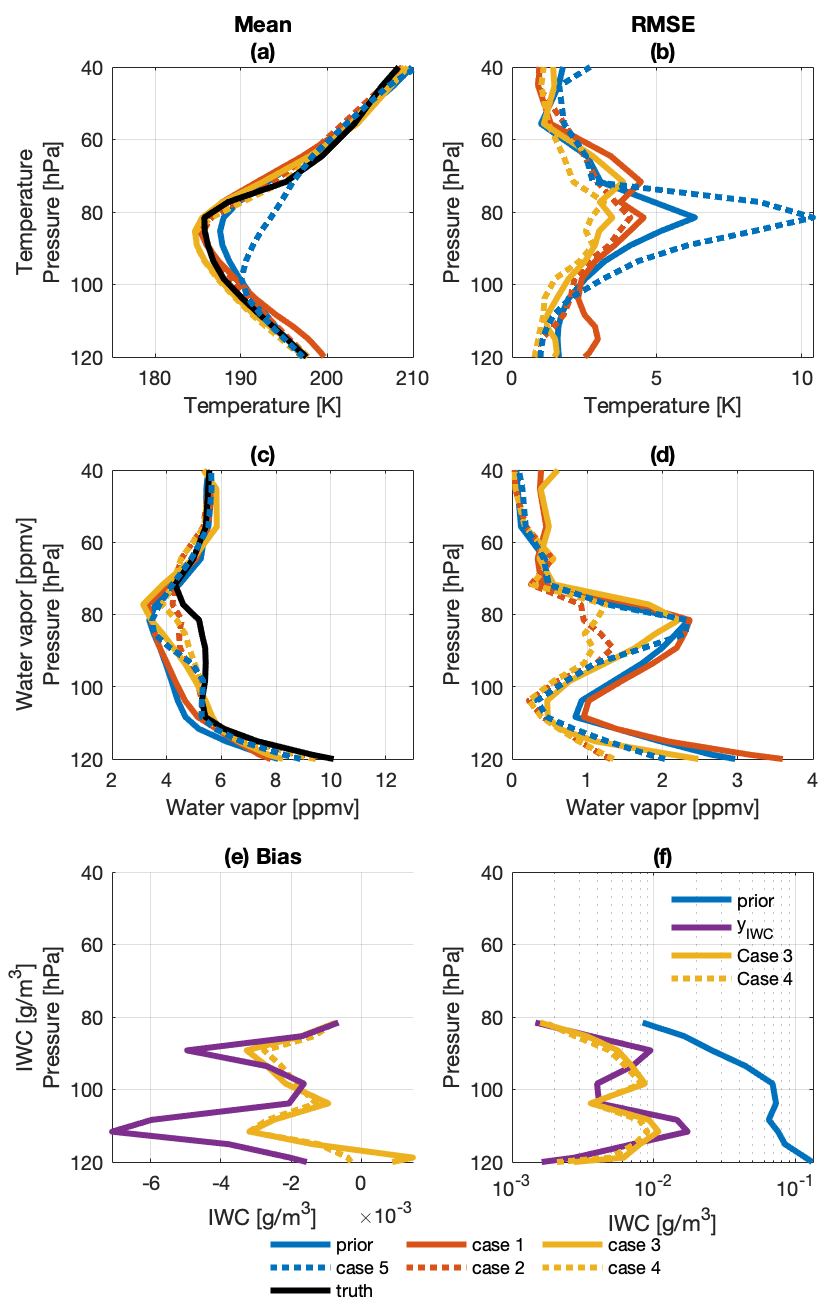 Mean
(a)
RMSE
(b)
40
60
80
100
120
180
190
200
210
Temperature [K]
Temperature
Pressure [hPa]
40
60
80
100
120
0
5
10
Temperature [K]
Pressure [hPa]
(c)
(d)
40
60
80
100
120
2
4
6
8
10
12
Water vapor [ppmv]
Water vapor [ppmv]
Pressure [hPa]
40
60
80
100
120
0
1
2
3
4
Water vapor [ppmv]
Pressure [hPa]
(e) Bias
(f)
40
60
80
100
120
-6
-4
-2
0
×10⁻³
IWC [g/m³]
IWC [g/m³]
Pressure [hPa]
40
60
80
100
120
10⁻³
10⁻²
10⁻¹
IWC [g/m³]
Pressure [hPa]
prior
y_IWC
Case 3
Case 4
prior
case 1
case 3
case 5
case 2
case 4
truth